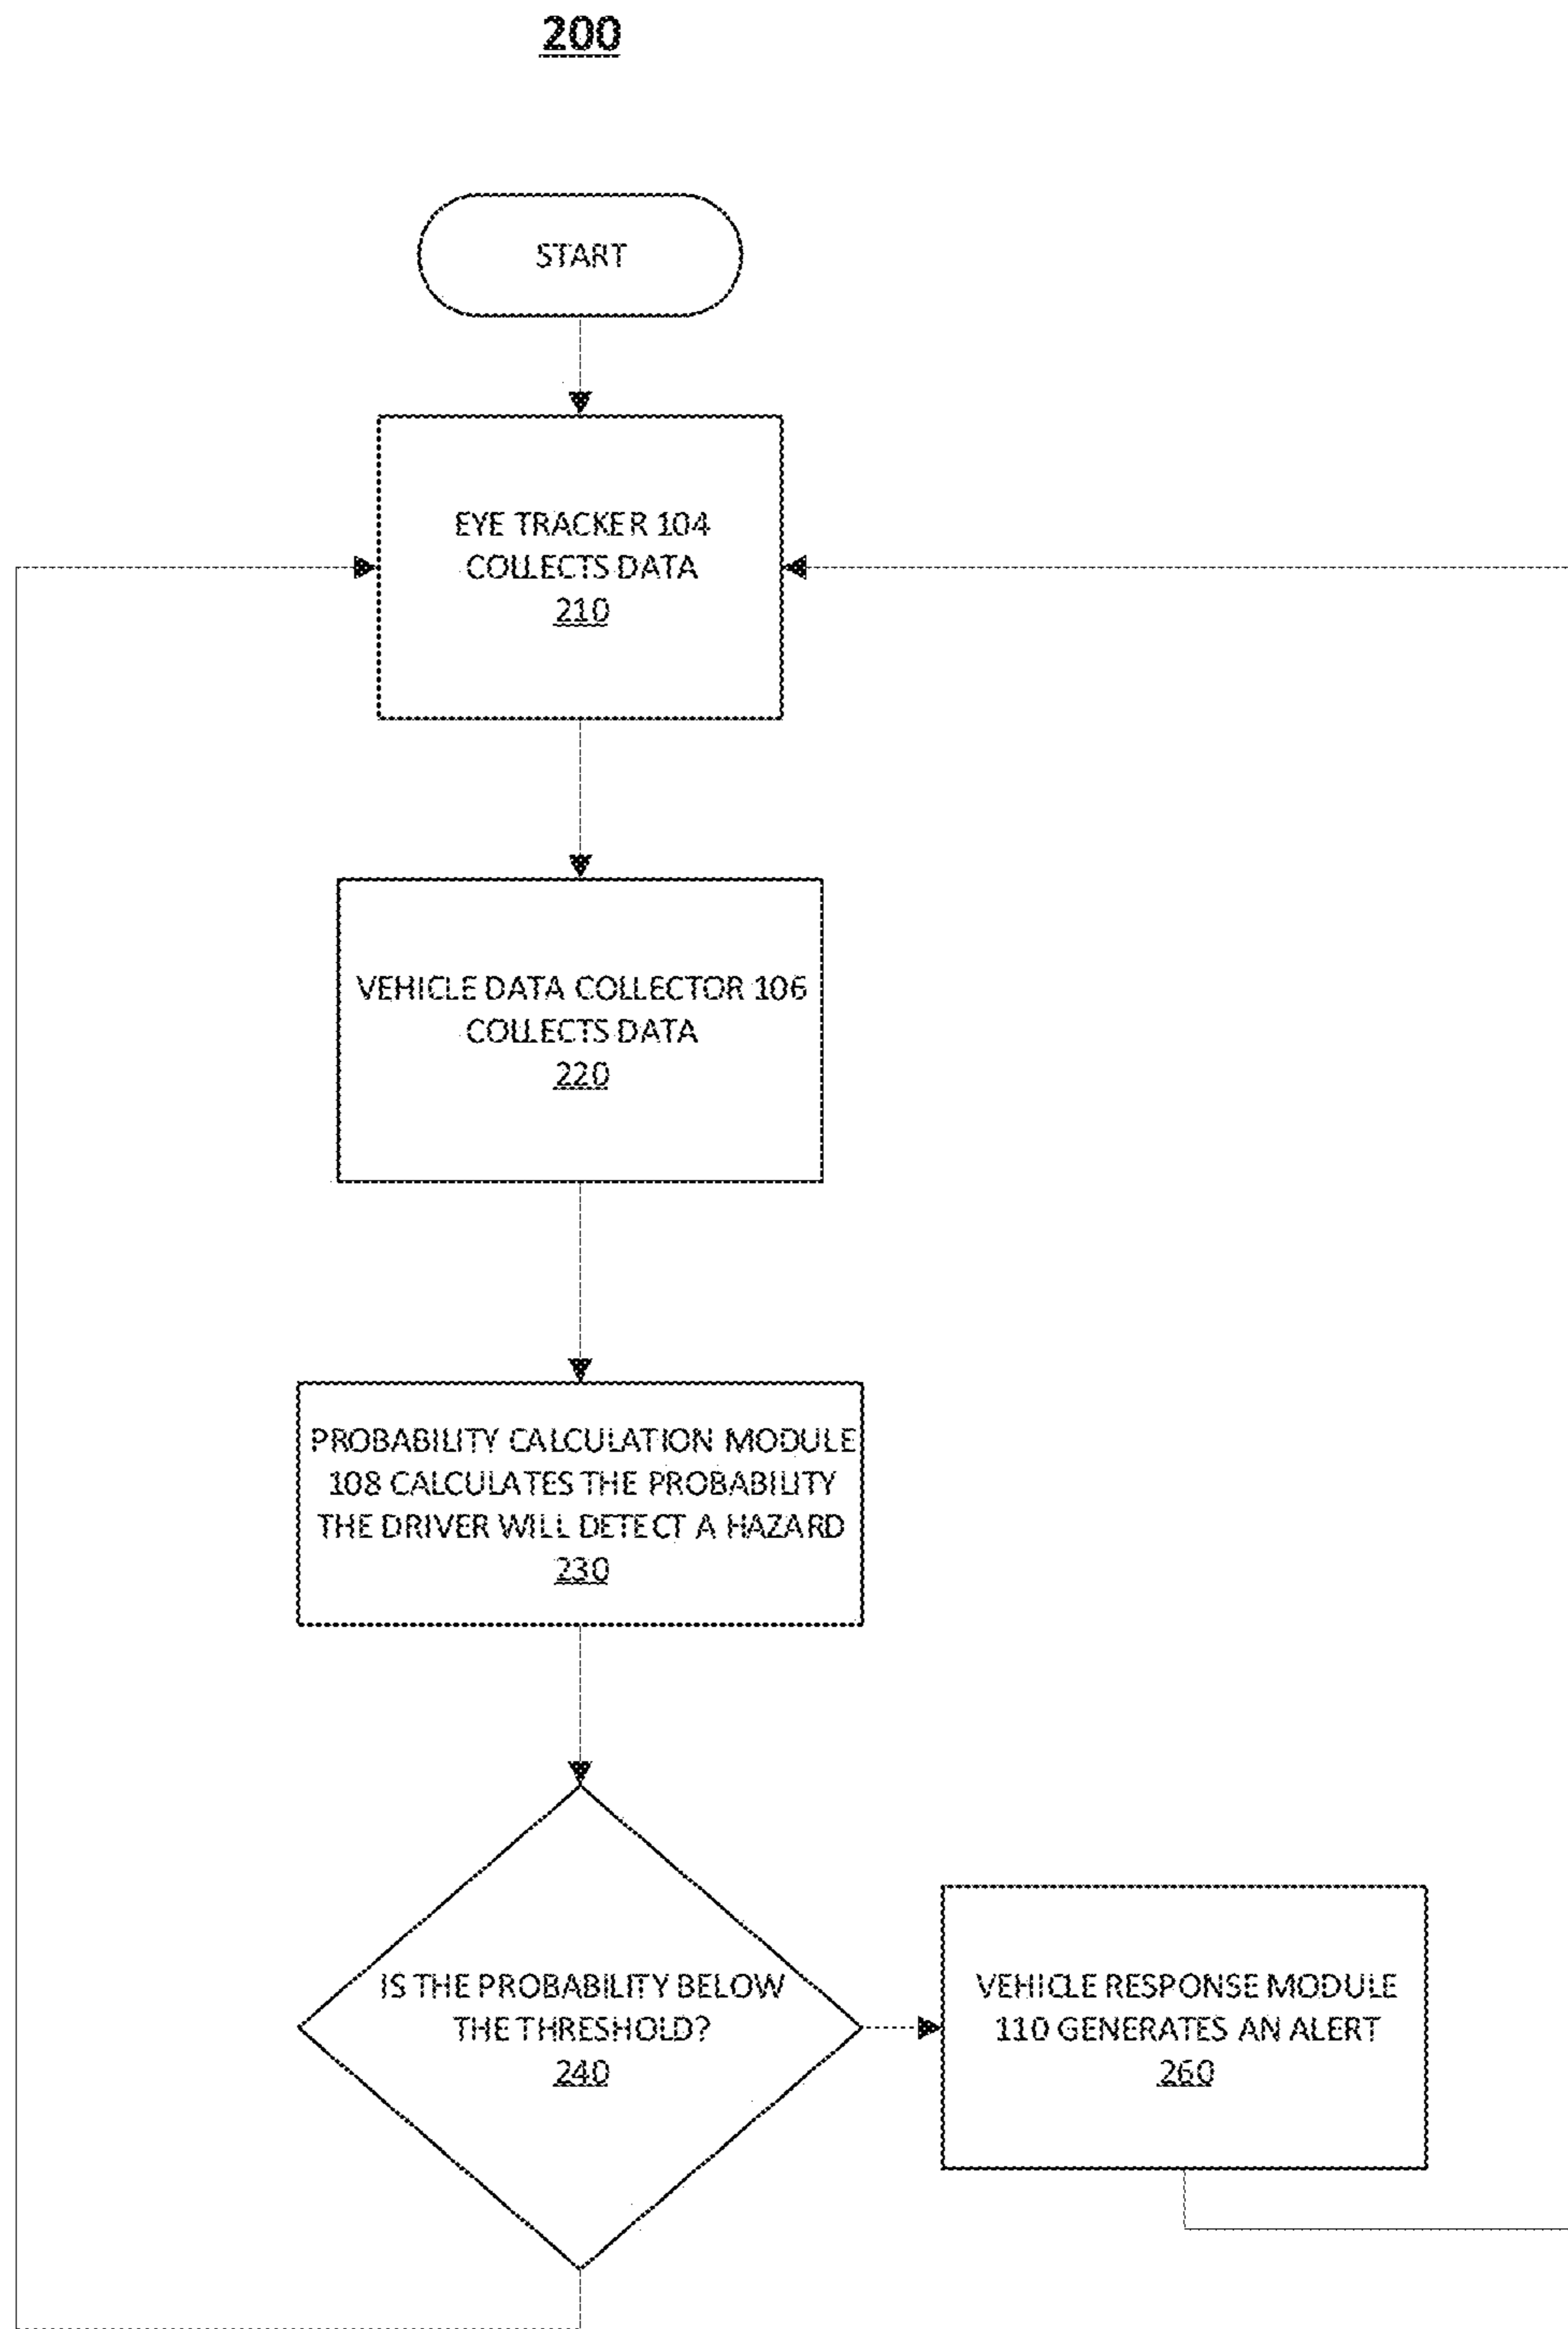 200
START
EYE TRACKER 104
COLLECTS DATA
210
VEHICLE DATA COLLECTOR 106
COLLECTS DATA
220
PROBABILITY CALCULATION MODULE
108 CALCULATES THE PROBABILITY
THE DRIVER WILL DETECT A HAZARD
230
IS THE PROBABILITY BELOW
THE THRESHOLD?
240
VEHICLE RESPONSE MODULE
110 GENERATES AN ALERT
260